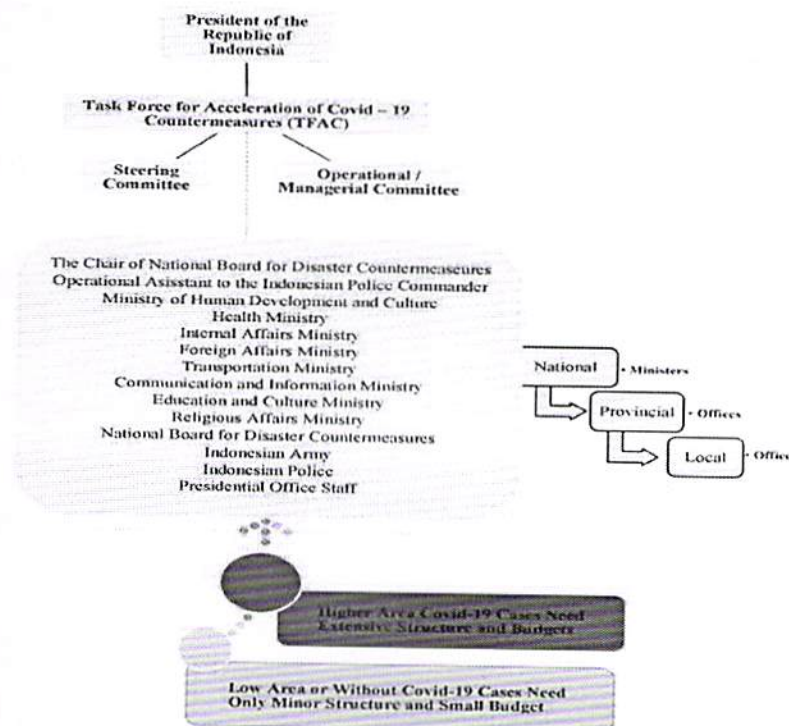 President of the
Republic of
Indonesia
Task Force for Acceleration of Covid – 19
Countermeasures (TFAC)
Steering
Committee
Operational /
Managerial Committee
The Chair of National Board for Disaster Countermeaseures
Operational Asisstant to the Indonesian Police Commander
Ministry of Human Development and Culture
Health Ministry
Internal Affairs Ministry
Foreign Affairs Ministry
Transportation Ministry
Communication and Information Ministry
Education and Culture Ministry
Religious Affairs Ministry
National Board for Disaster Countermeasures
Indonesian Army
Indonesian Police
Presidential Office Staff
National
• Ministers
Provincial
• Offices
Local
• Office
Higher Area Covid-19 Cases Need
Extensive Structure and Budgets
Low Area or Without Covid-19 Cases Need
Only Minor Structure and Small Budget